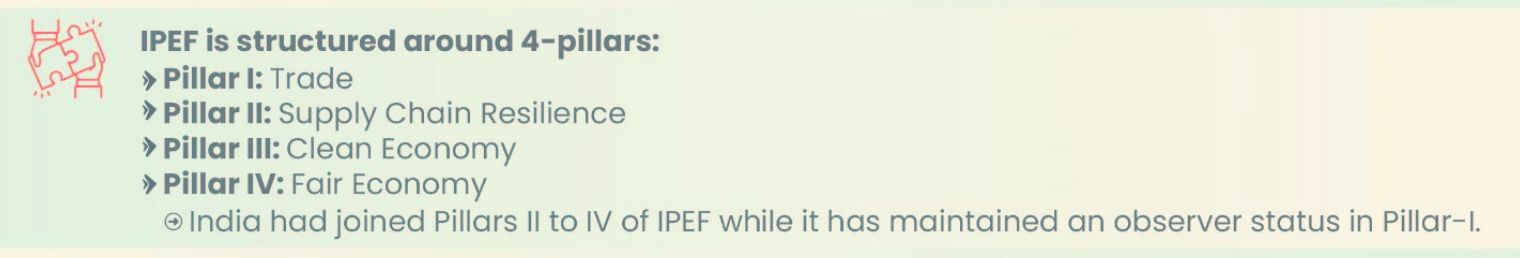 IPEF is structured around 4-pillars:
Pillar I: Trade
Pillar II: Supply Chain Resilience
Pillar III: Clean Economy
Pillar IV: Fair Economy
India had joined Pillars II to IV of IPEF while it has maintained an observer status in Pillar-I.